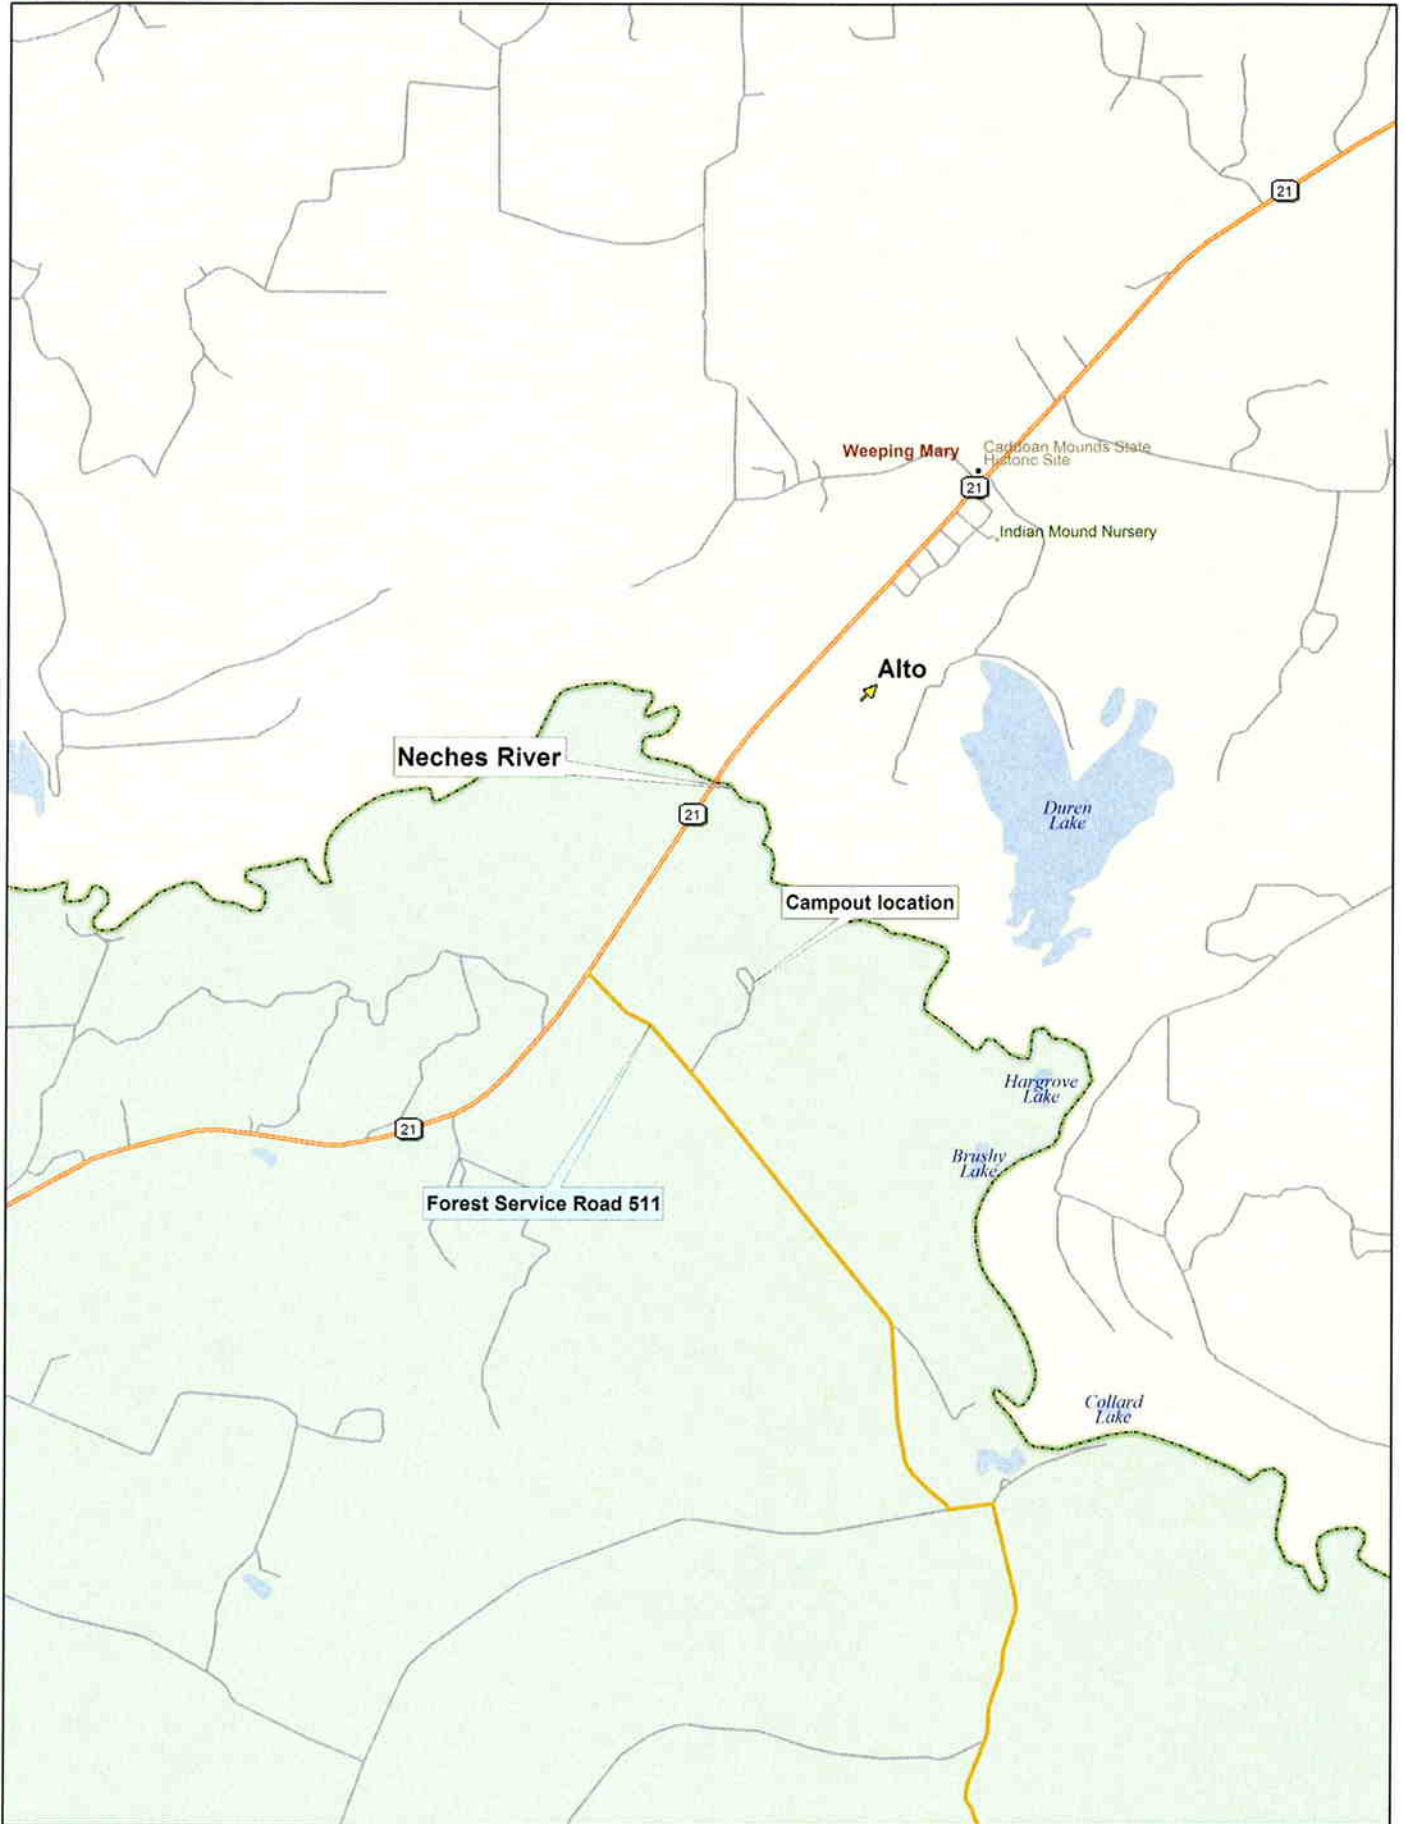 21
Weeping Mary
Caddoan Mounds State
Historic Site
21
Indian Mound Nursery
Alto
Neches River
21
Duren
Lake
Campout location
Hargrove
Lake
21
Brushy
Lake
Forest Service Road 511
Collard
Lake